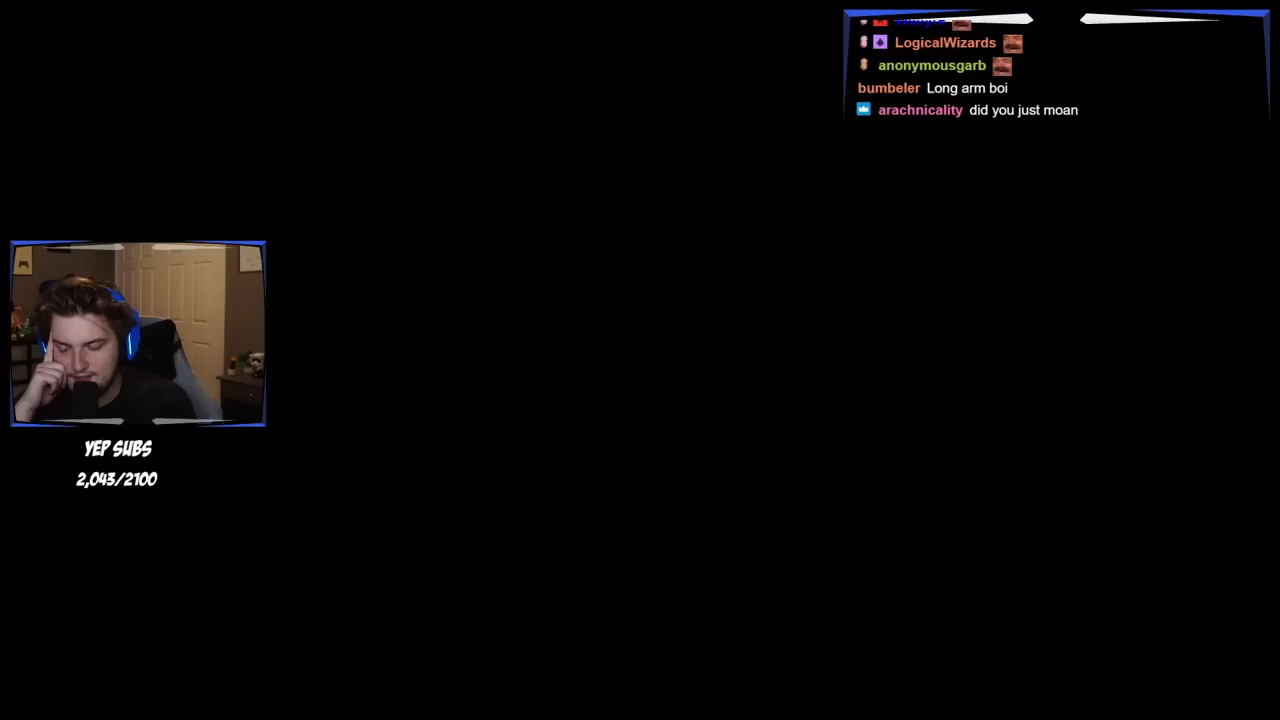 LogicalWizards
anonymousgarb
bumbeler Long arm boi
arachnicality did you just moan
YEP SUBS
2,043/2100